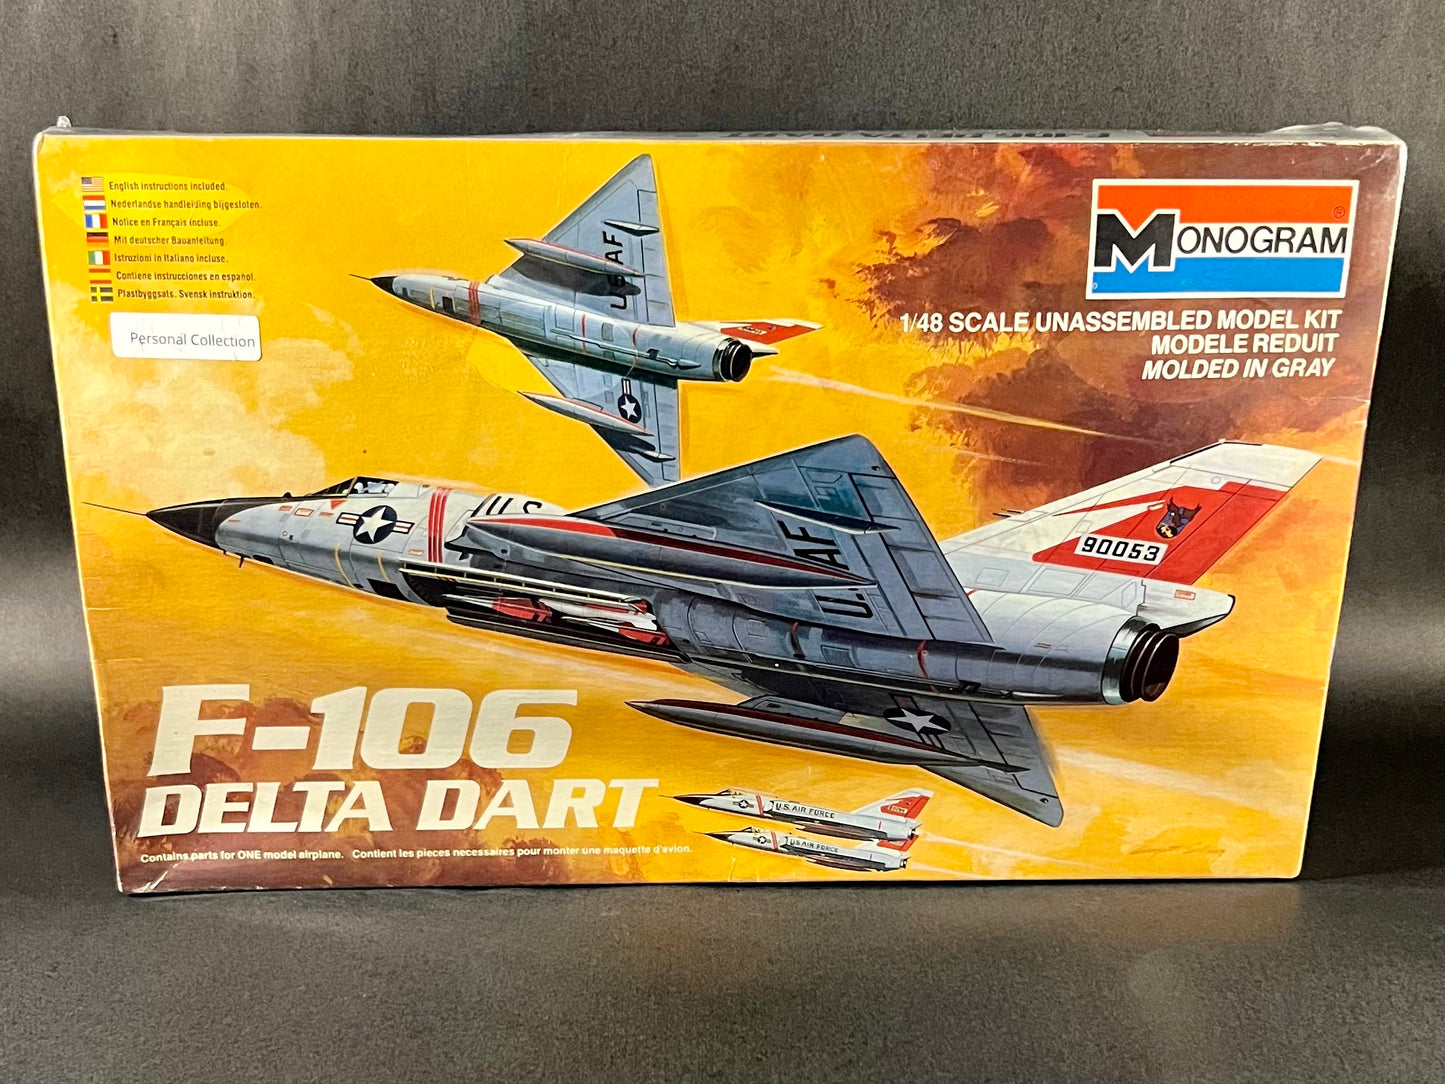 English instructions included.
Nederlandse handleiding bijgesloten.
Notice en Français incluse.
Mit deutscher Bauanleitung.
Istruzioni in Italiano incluse.
Contiene instrucciones en español.
Plastbyggsats. Svensk instruktion.
Personal Collection
MONOGRAM
®
1/48 SCALE UNASSEMBLED MODEL KIT
MODELE REDUIT
MOLDED IN GRAY
USAF
U.S
U. AF
90053
F-106
DELTA DART
U.S. AIR FORCE
U.S AIR FORCE
Contains parts for ONE model airplane. Contient les pieces necessaires pour monter une maquette d'avion.